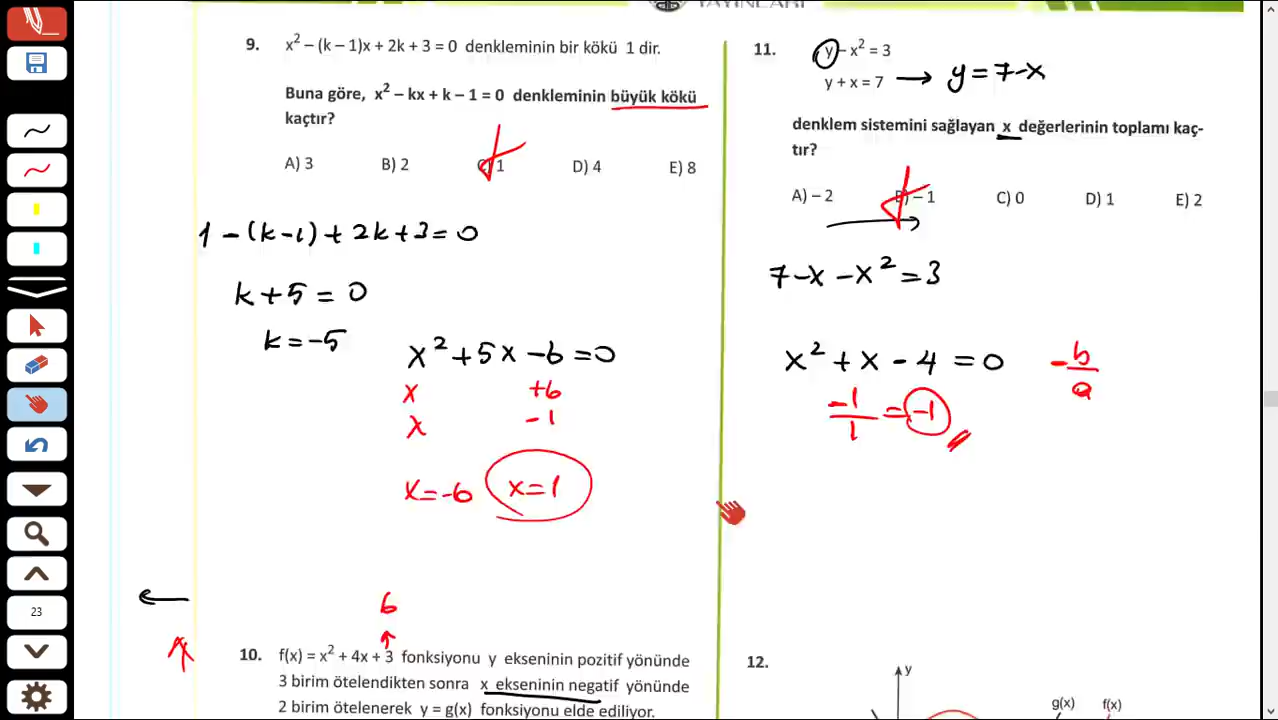 YAYINLARI
9. x² – (k – 1)x + 2k + 3 = 0 denkleminin bir kökü 1 dir.
Buna göre, x² – kx + k – 1 = 0 denkleminin büyük kökü
kaçtır?
A) 3 B) 2 C) 1 D) 4 E) 8
1 – (k–1) + 2k + 3 = 0
k + 5 = 0
k = –5
x² + 5x – 6 = 0
x +6
x –1
x = –6 x = 1
6
10. f(x) = x² + 4x + 3 fonksiyonu y ekseninin pozitif yönünde
3 birim ötelendikten sonra x ekseninin negatif yönünde
2 birim ötelenerek y = g(x) fonksiyonu elde ediliyor.
11. y – x² = 3
y + x = 7 → y = 7–x
denklem sistemini sağlayan x değerlerinin toplamı kaç-
tır?
A) – 2 B) – 1 C) 0 D) 1 E) 2
7–x – x² = 3
x² + x – 4 = 0 –b/a
–1/1 = –1
12.
y
g(x) f(x)
23